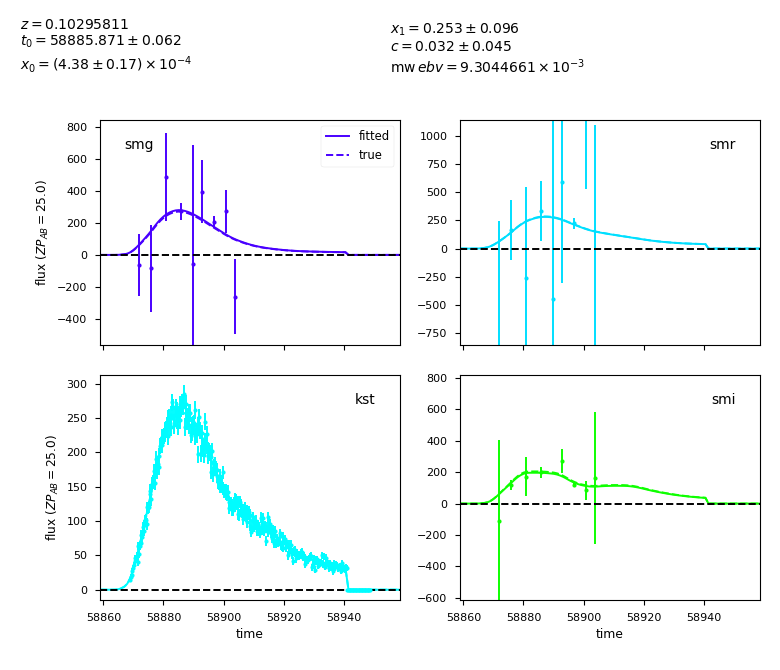 z = 0.10295811
t₀ = 58885.871 ± 0.062
x₀ = (4.38 ± 0.17) × 10⁻⁴
x₁ = 0.253 ± 0.096
c = 0.032 ± 0.045
mw ebv = 9.3044661 × 10⁻³
smg
fitted
true
800
600
400
200
0
−200
−400
flux (ZP_AB = 25.0)
smr
1000
750
500
250
0
−250
−500
−750
kst
300
250
200
150
100
50
0
flux (ZP_AB = 25.0)
58860 58880 58900 58920 58940
time
smi
800
600
400
200
0
−200
−400
−600
58860 58880 58900 58920 58940
time